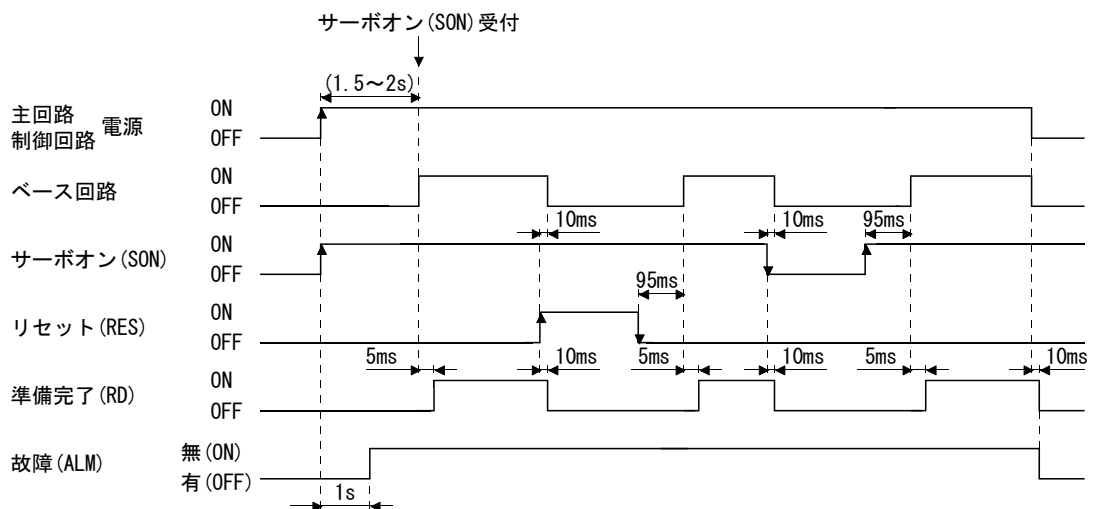 サーボオン(SON)受付
(1.5～2s)
主回路
制御回路
電源
ON
OFF
ベース回路
ON
OFF
10ms
10ms
95ms
サーボオン(SON)
ON
OFF
95ms
リセット(RES)
ON
OFF
5ms
10ms
5ms
10ms
5ms
10ms
準備完了(RD)
ON
OFF
故障(ALM)
無(ON)
有(OFF)
1s